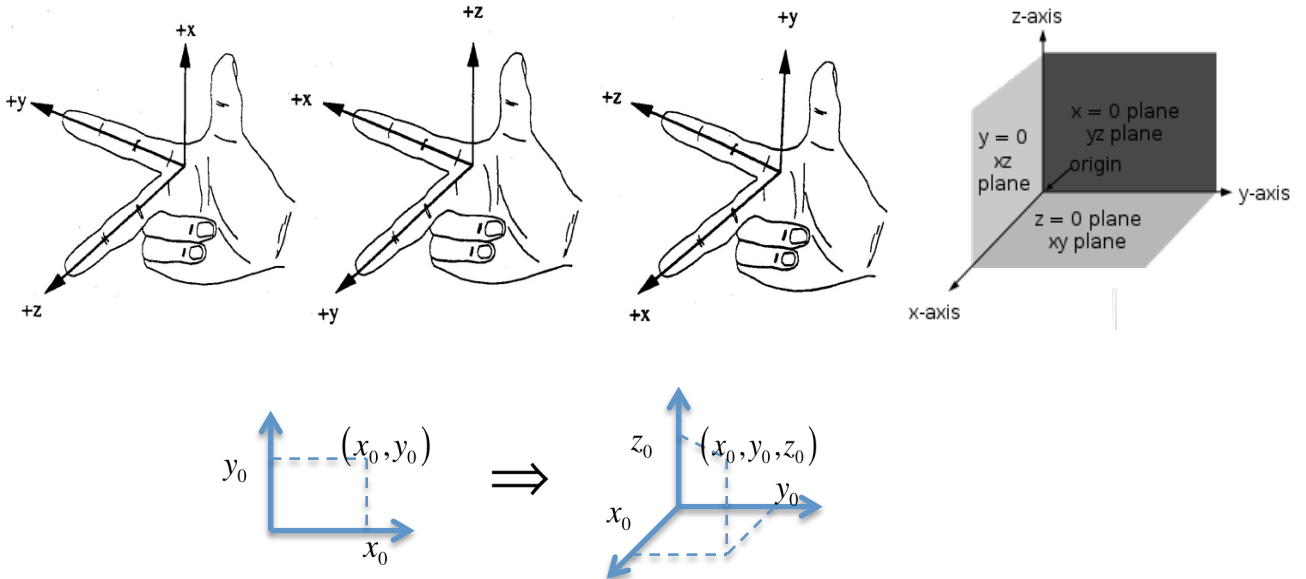 +x
+y
+z
+z
+x
+y
+y
+z
+x
z-axis
x = 0 plane
yz plane
y = 0
xz
plane
origin
y-axis
z = 0 plane
xy plane
x-axis
(x₀, y₀)
y₀
x₀
⇒
z₀
(x₀, y₀, z₀)
y₀
x₀